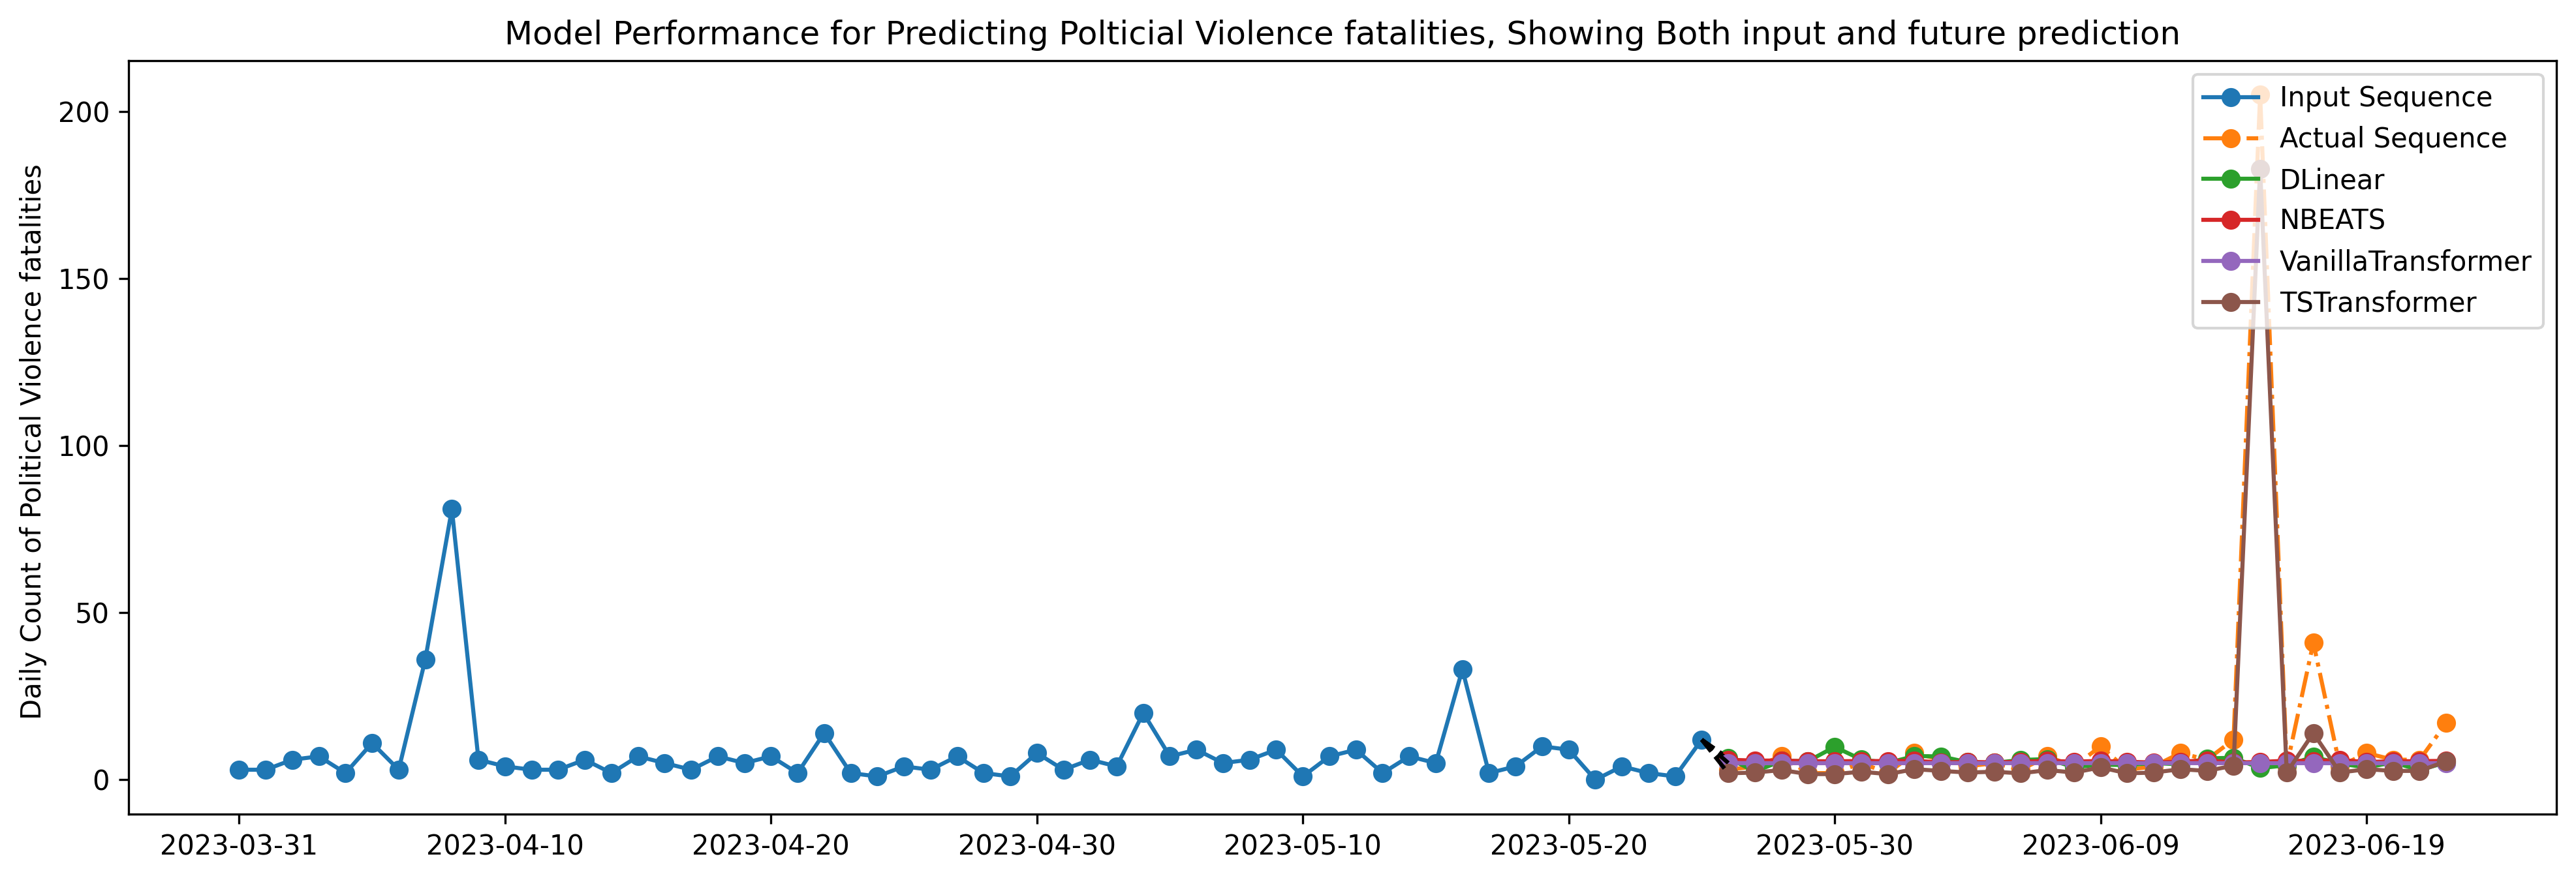 Model Performance for Predicting Polticial Violence fatalities, Showing Both input and future prediction
Daily Count of Political Violence fatalities
200
150
100
50
0
Input Sequence
Actual Sequence
DLinear
NBEATS
VanillaTransformer
TSTransformer
2023-03-31
2023-04-10
2023-04-20
2023-04-30
2023-05-10
2023-05-20
2023-05-30
2023-06-09
2023-06-19